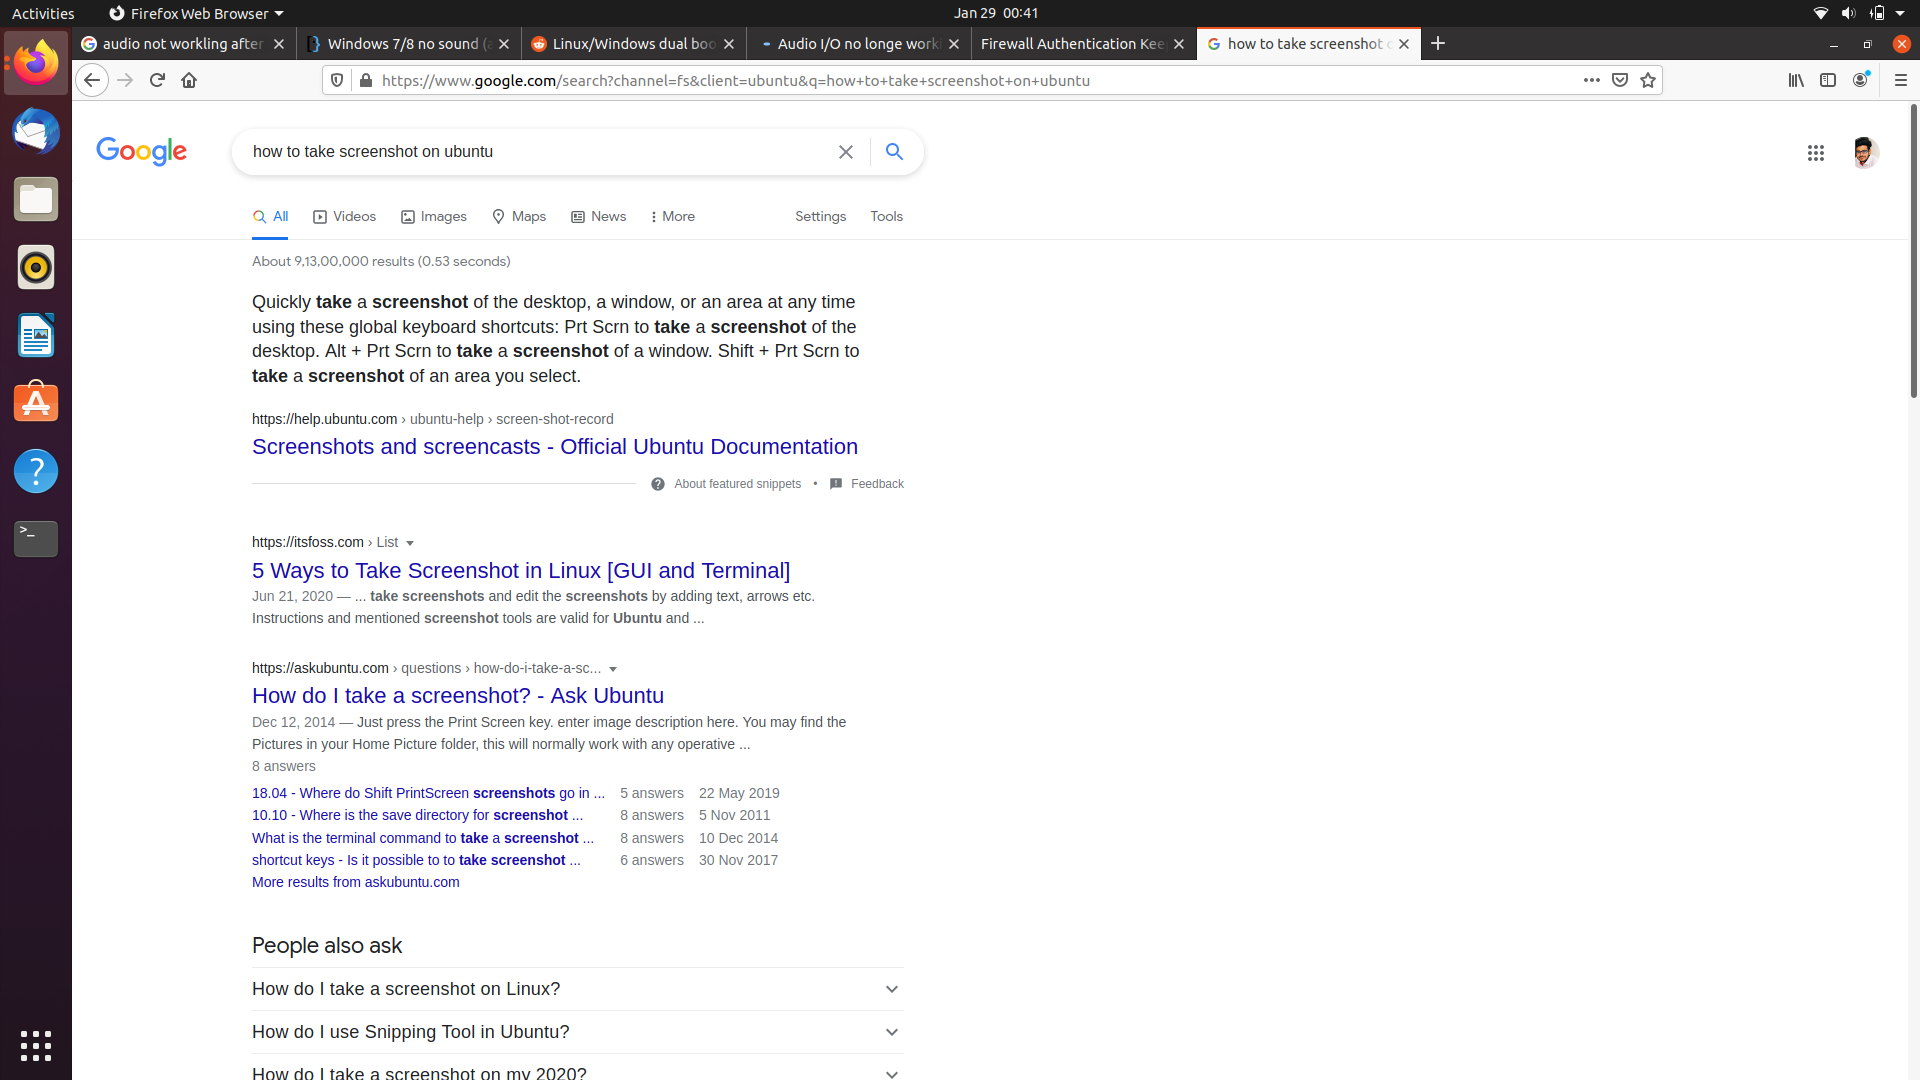 Activities
Firefox Web Browser
Jan 29 00:41
audio not workling after
Windows 7/8 no sound (a
Linux/Windows dual boo
Audio I/O no longe work
Firewall Authentication Kee
how to take screenshot o
https://www.google.com/search?channel=fs&client=ubuntu&q=how+to+take+screenshot+on+ubuntu
Google
how to take screenshot on ubuntu
All
Videos
Images
Maps
News
More
Settings
Tools
About 9,13,00,000 results (0.53 seconds)
Quickly take a screenshot of the desktop, a window, or an area at any time
using these global keyboard shortcuts: Prt Scrn to take a screenshot of the
desktop. Alt + Prt Scrn to take a screenshot of a window. Shift + Prt Scrn to
take a screenshot of an area you select.
https://help.ubuntu.com › ubuntu-help › screen-shot-record
Screenshots and screencasts - Official Ubuntu Documentation
About featured snippets • Feedback
https://itsfoss.com › List
5 Ways to Take Screenshot in Linux [GUI and Terminal]
Jun 21, 2020 — ... take screenshots and edit the screenshots by adding text, arrows etc.
Instructions and mentioned screenshot tools are valid for Ubuntu and ...
https://askubuntu.com › questions › how-do-i-take-a-sc...
How do I take a screenshot? - Ask Ubuntu
Dec 12, 2014 — Just press the Print Screen key. enter image description here. You may find the
Pictures in your Home Picture folder, this will normally work with any operative ...
8 answers
18.04 - Where do Shift PrintScreen screenshots go in ... 5 answers 22 May 2019
10.10 - Where is the save directory for screenshot ... 8 answers 5 Nov 2011
What is the terminal command to take a screenshot ... 8 answers 10 Dec 2014
shortcut keys - Is it possible to to take screenshot ... 6 answers 30 Nov 2017
More results from askubuntu.com
People also ask
How do I take a screenshot on Linux?
How do I use Snipping Tool in Ubuntu?
How do I take a screenshot on my 2020?